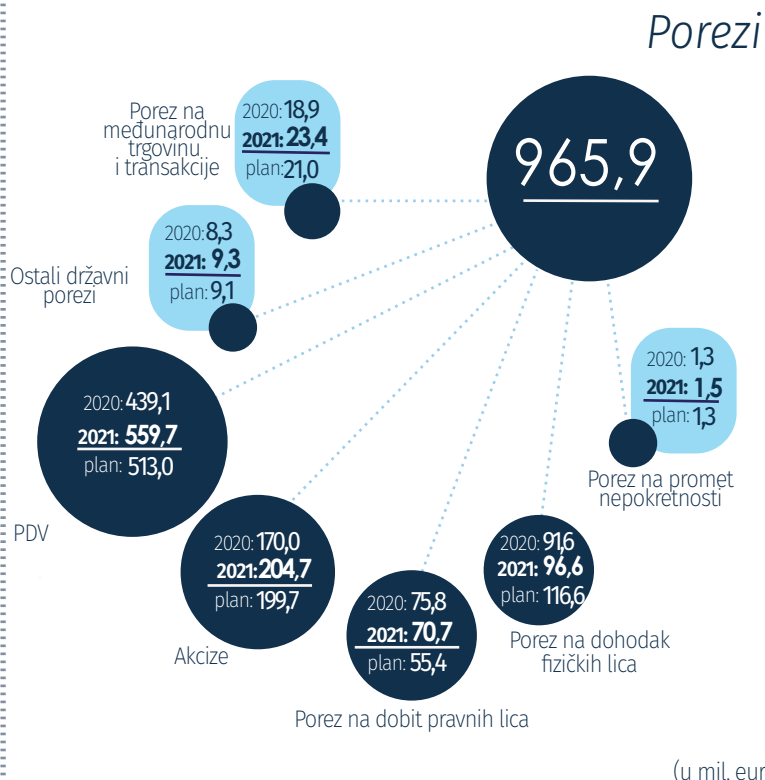 Porezi
965,9
Porez na
međunarodnu
trgovinu
i transakcije
2020: 18,9
2021: 23,4
plan: 21,0
Ostali državni
porezi
2020: 8,3
2021: 9,3
plan: 9,1
2020: 439,1
2021: 559,7
plan: 513,0
PDV
2020: 170,0
2021: 204,7
plan: 199,7
Akcize
2020: 75,8
2021: 70,7
plan: 55,4
Porez na dobit pravnih lica
2020: 91,6
2021: 96,6
plan: 116,6
Porez na dohodak
fizičkih lica
2020: 1,3
2021: 1,5
plan: 1,3
Porez na promet
nepokretnosti
(u mil. eur